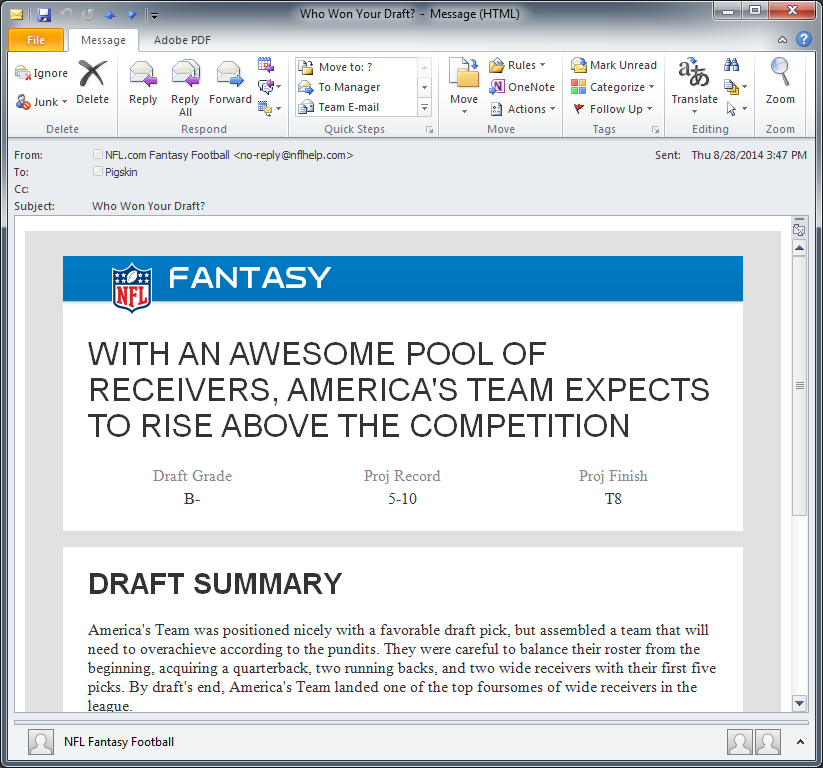 Who Won Your Draft? - Message (HTML)
File Message Adobe PDF
Ignore
Junk
Delete
Delete
Reply
Reply All
Forward
Respond
Move to: ?
To Manager
Team E-mail
Quick Steps
Move
Rules
OneNote
Actions
Move
Mark Unread
Categorize
Follow Up
Tags
Translate
Editing
Zoom
Zoom
From: NFL.com Fantasy Football <no-reply@nflhelp.com> Sent: Thu 8/28/2014 3:47 PM
To: Pigskin
Cc:
Subject: Who Won Your Draft?
NFL FANTASY
WITH AN AWESOME POOL OF
RECEIVERS, AMERICA'S TEAM EXPECTS
TO RISE ABOVE THE COMPETITION
Draft Grade Proj Record Proj Finish
B- 5-10 T8
DRAFT SUMMARY
America's Team was positioned nicely with a favorable draft pick, but assembled a team that will
need to overachieve according to the pundits. They were careful to balance their roster from the
beginning, acquiring a quarterback, two running backs, and two wide receivers with their first five
picks. By draft's end, America's Team landed one of the top foursomes of wide receivers in the
league.
NFL Fantasy Football